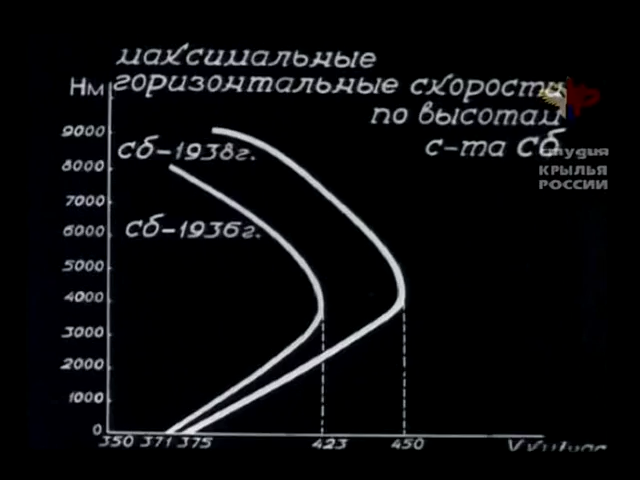 максимальные
Нм горизонтальные скорости
по высотам
с-та Сб
студия
КРЫЛЬЯ
РОССИИ
9000
Сб-1938г.
8000
7000
Сб-1936г.
6000
5000
4000
3000
2000
1000
0
350 371 375 423 450